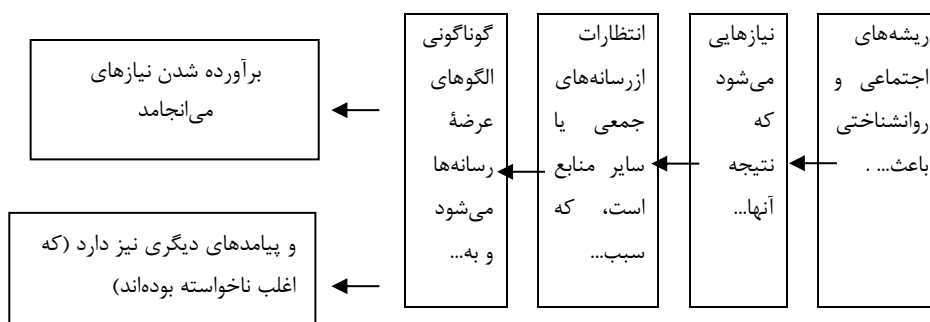 ریشه‌های
اجتماعی و
روانشناختی
باعث... .
نیازهایی
می‌شود
که
نتیجه
آنها...
انتظارات
ازرسانه‌های
جمعی یا
سایر منابع
است، که
سبب...
گوناگونی
الگوهای
عرضهٔ
رسانه‌ها
می‌شود
و به...
برآورده شدن نیازهای
می‌انجامد
و پیامدهای دیگری نیز دارد (که
اغلب ناخواسته بوده‌اند)